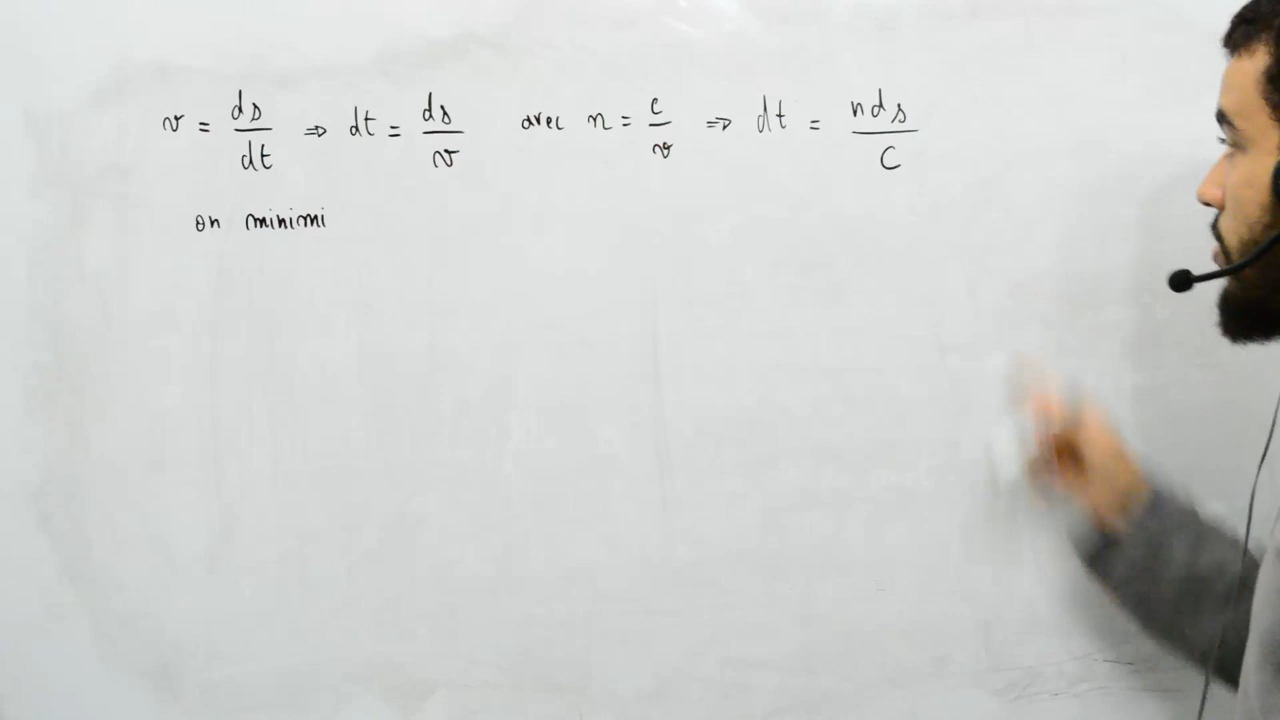 v = ds/dt ⇒ dt = ds/v avec n = c/v ⇒ dt = nds/C
on minimi